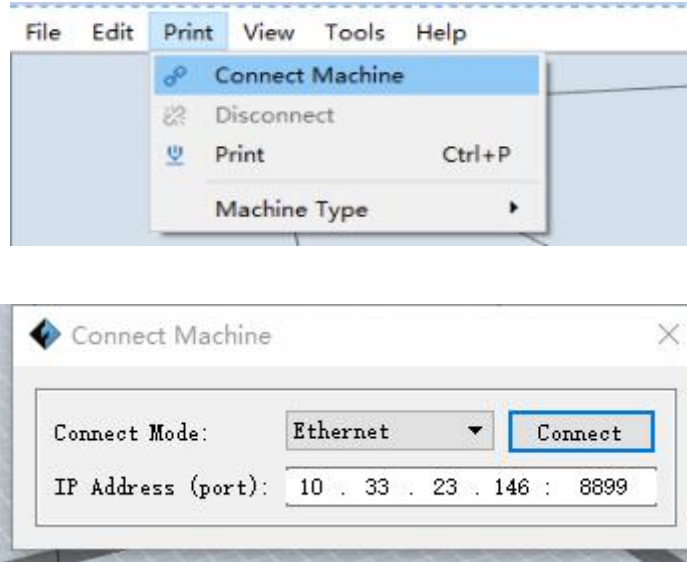 File Edit Print View Tools Help
Connect Machine
Disconnect
Print Ctrl+P
Machine Type
Connect Machine
Connect Mode: Ethernet Connect
IP Address (port): 10 . 33 . 23 . 146 : 8899